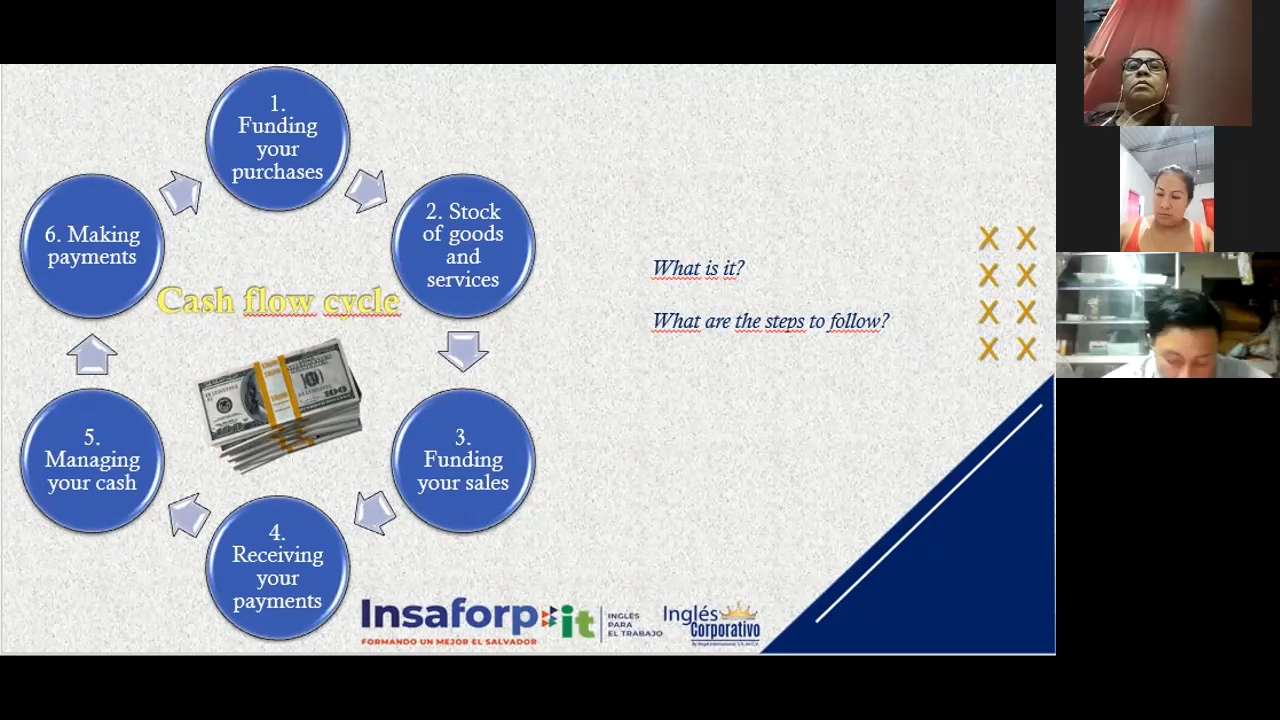 1.
Funding
your
purchases
2. Stock
of goods
and
services
3.
Funding
your sales
4.
Receiving
your
payments
5.
Managing
your cash
6. Making
payments
Cash flow cycle
What is it?
What are the steps to follow?
X X
X X
X X
X X
Insaforp
FORMANDO UN MEJOR EL SALVADOR
it
INGLÉS
PARA
EL TRABAJO
Inglés
Corporativo